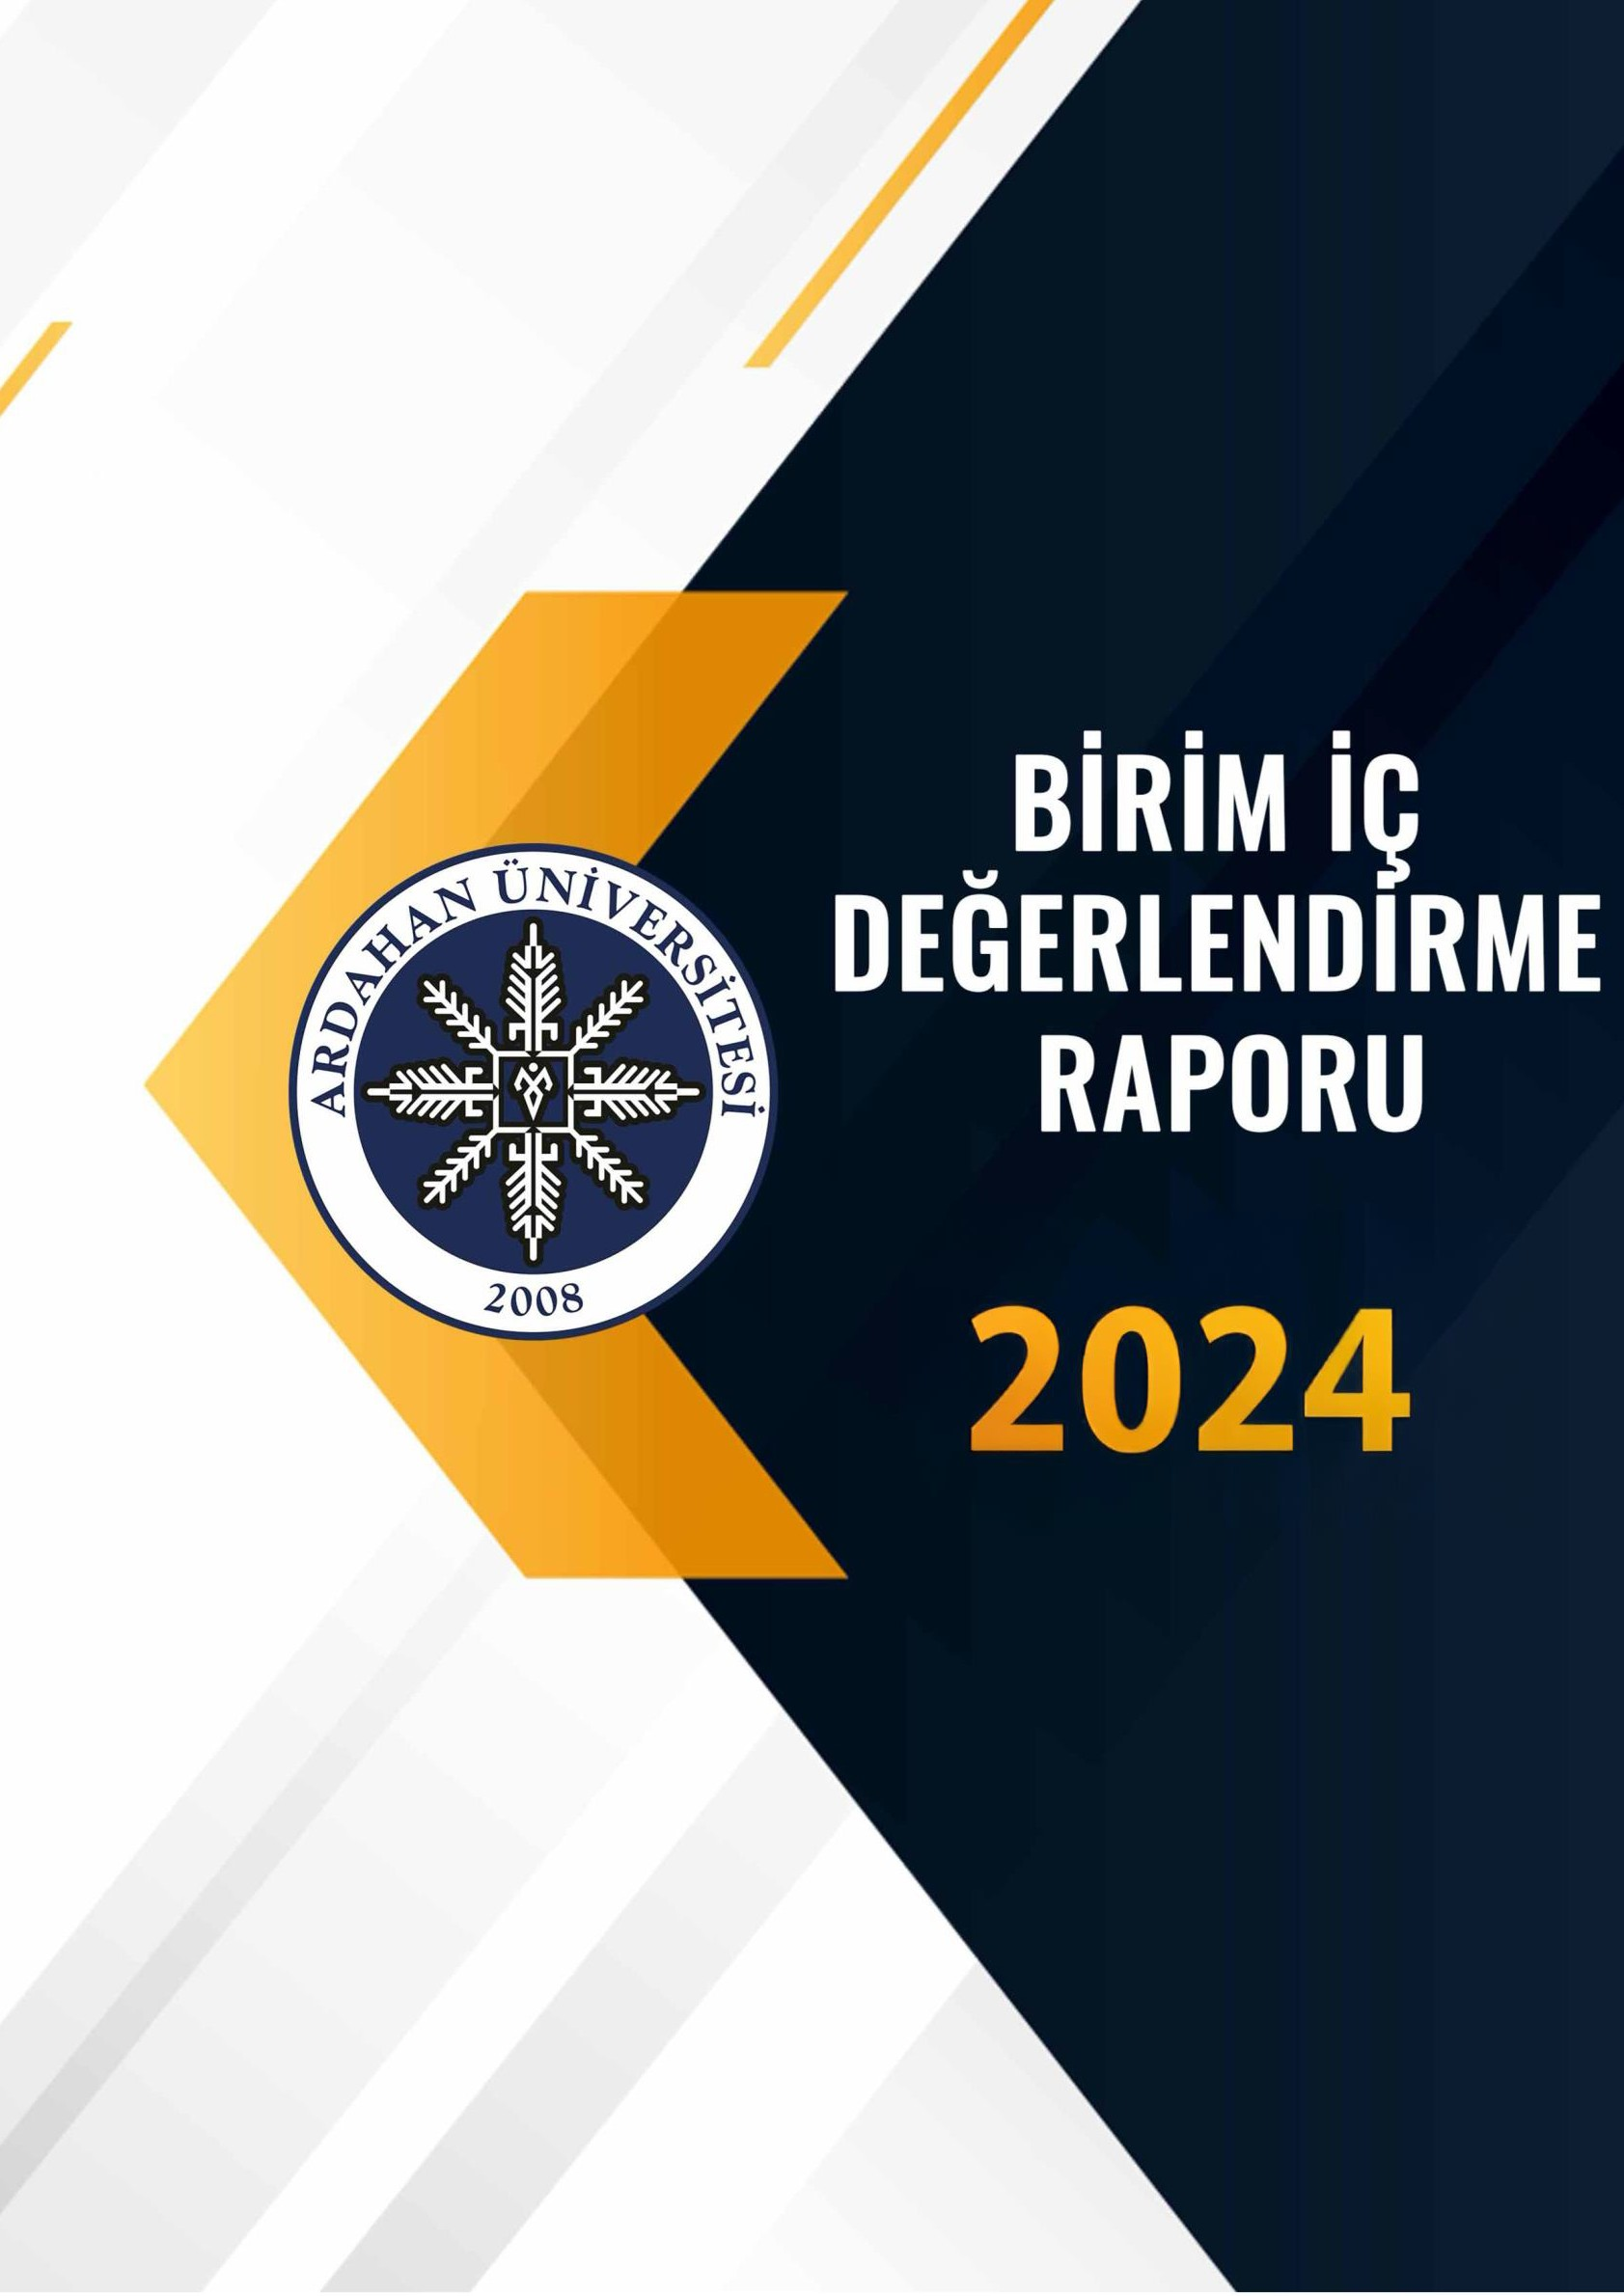 ARDAHAN ÜNİVERSİTESİ
2008
BİRİM İÇ
DEĞERLENDİRME
RAPORU
2024